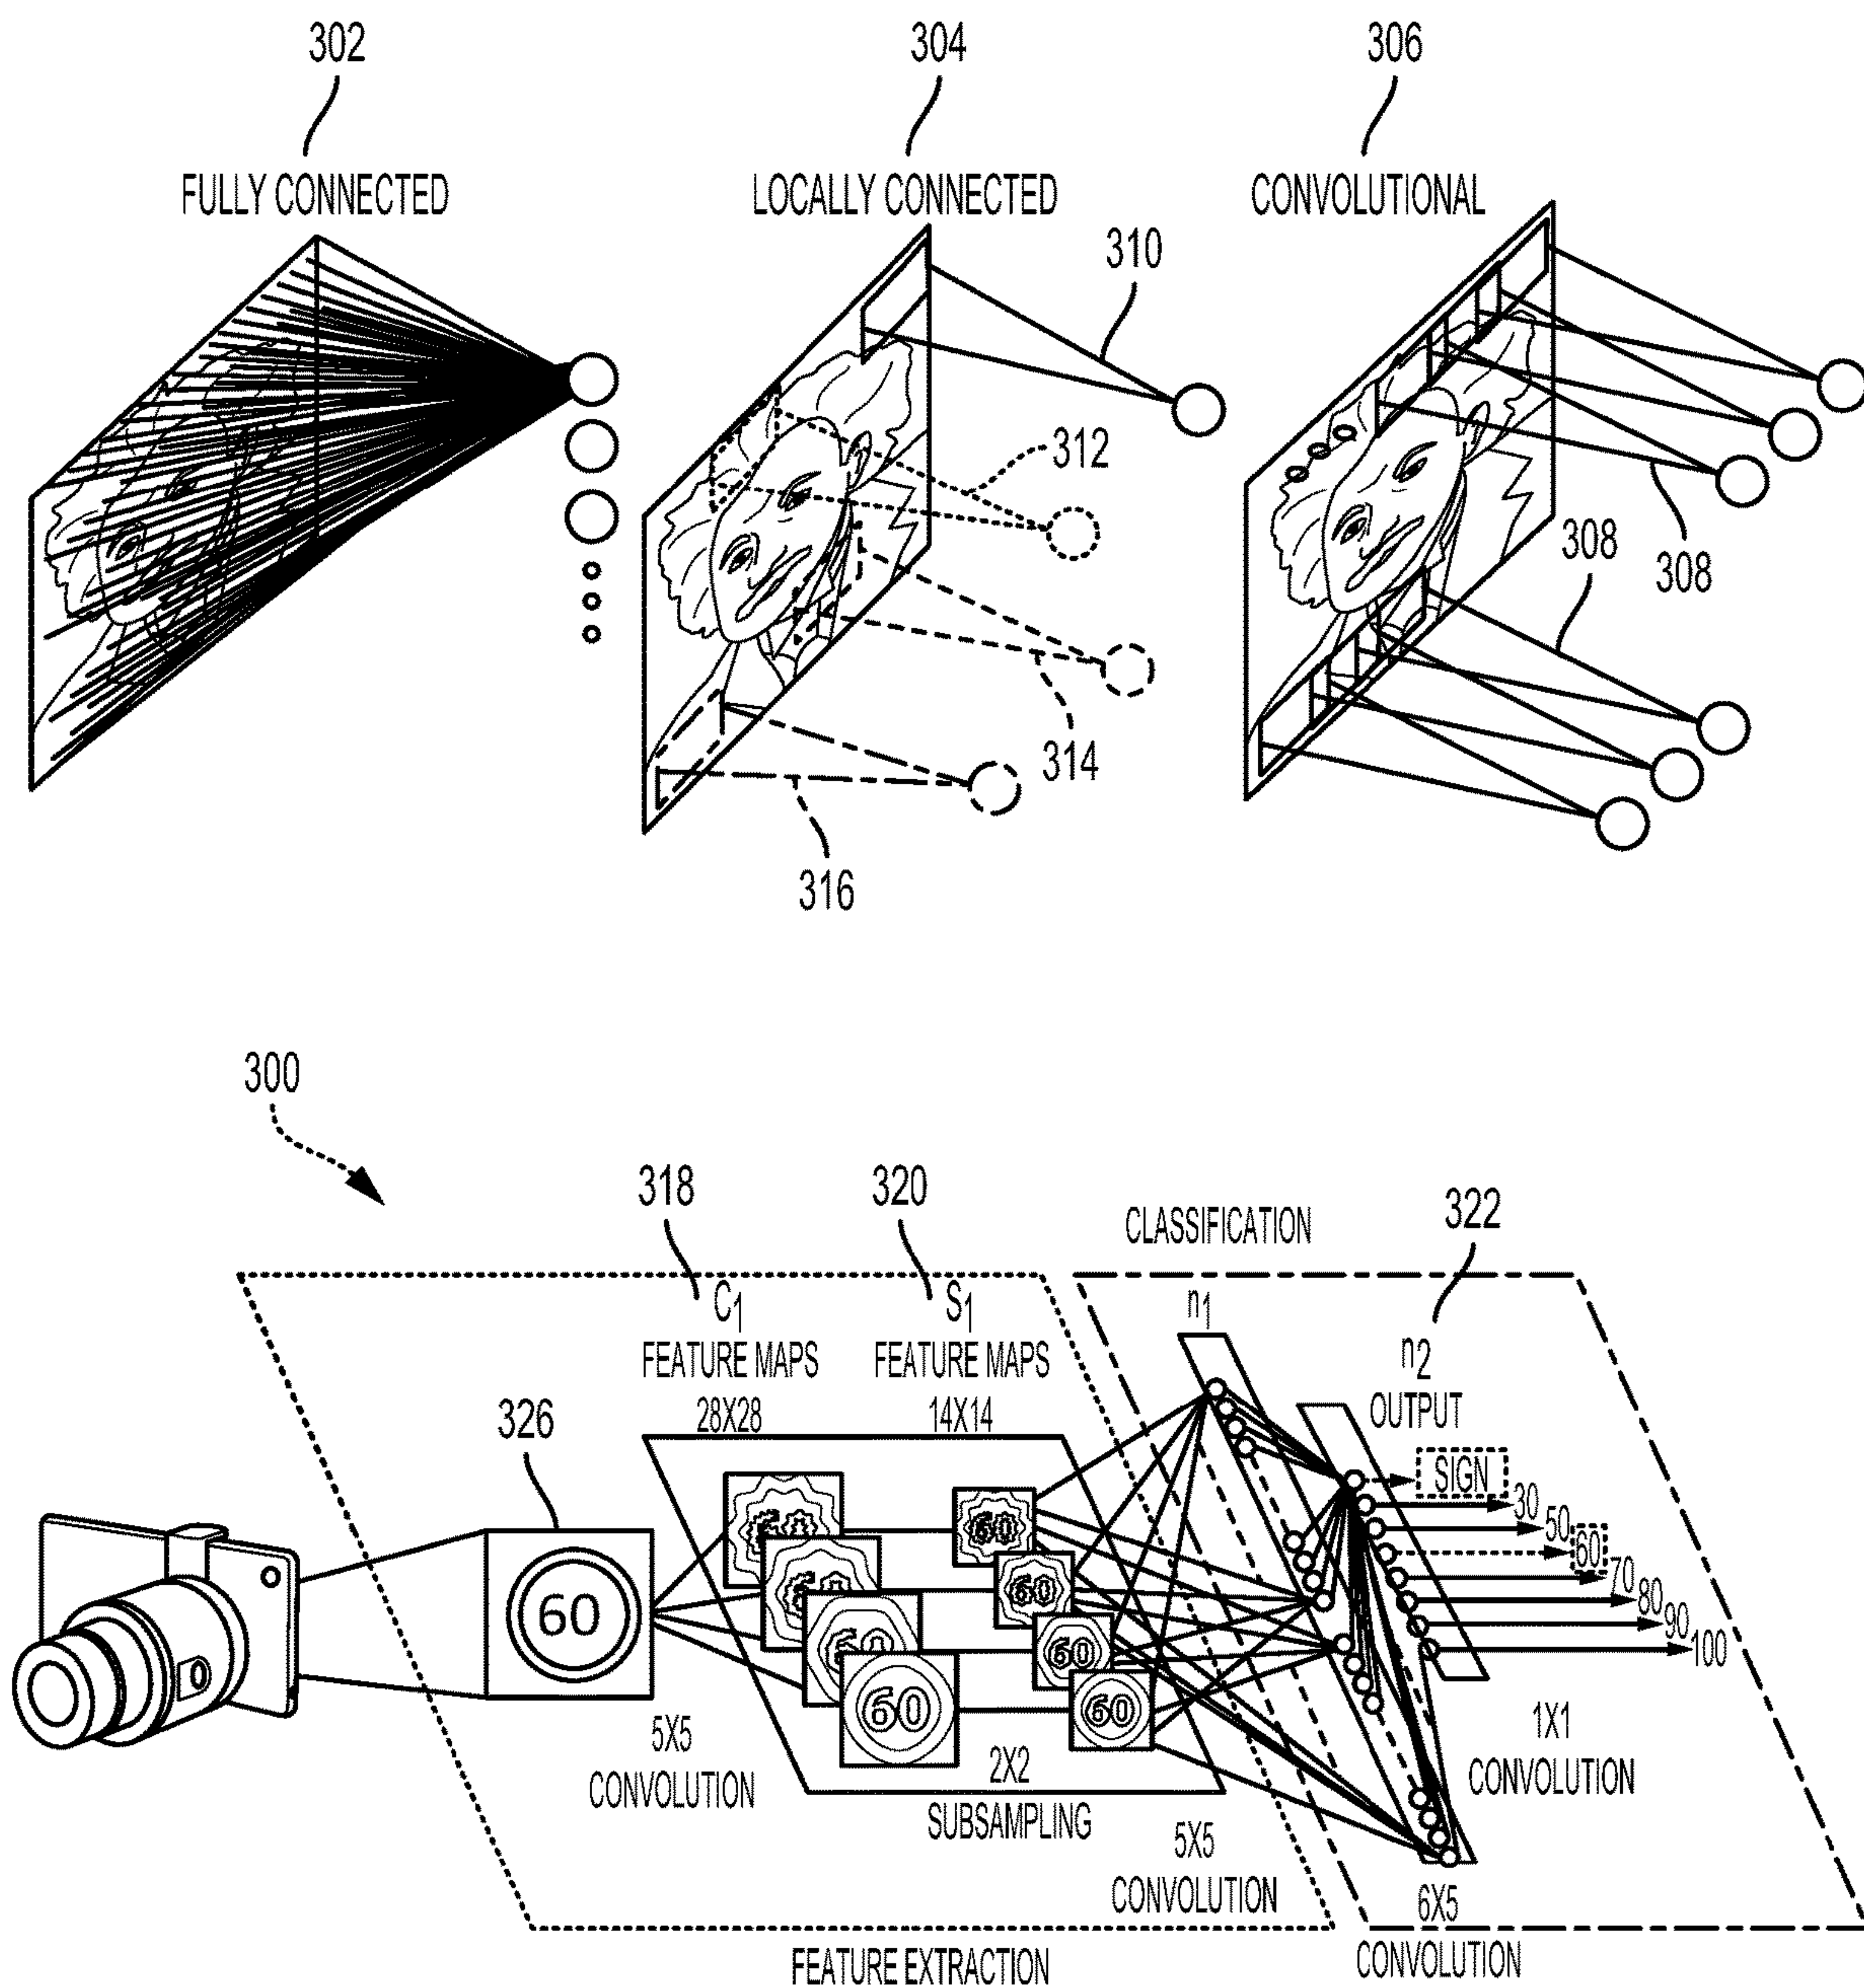 302
304
306
FULLY CONNECTED
LOCALLY CONNECTED
CONVOLUTIONAL
310
312
308
308
314
316
300
318
320
322
CLASSIFICATION
C1
FEATURE MAPS
28X28
S1
FEATURE MAPS
14X14
n1
n2
OUTPUT
326
SIGN
30
50
60
70
80
90
100
60
60
60
60
60
60
60
60
60
5X5
CONVOLUTION
2X2
SUBSAMPLING
5X5
CONVOLUTION
1X1
CONVOLUTION
6X5
CONVOLUTION
FEATURE EXTRACTION